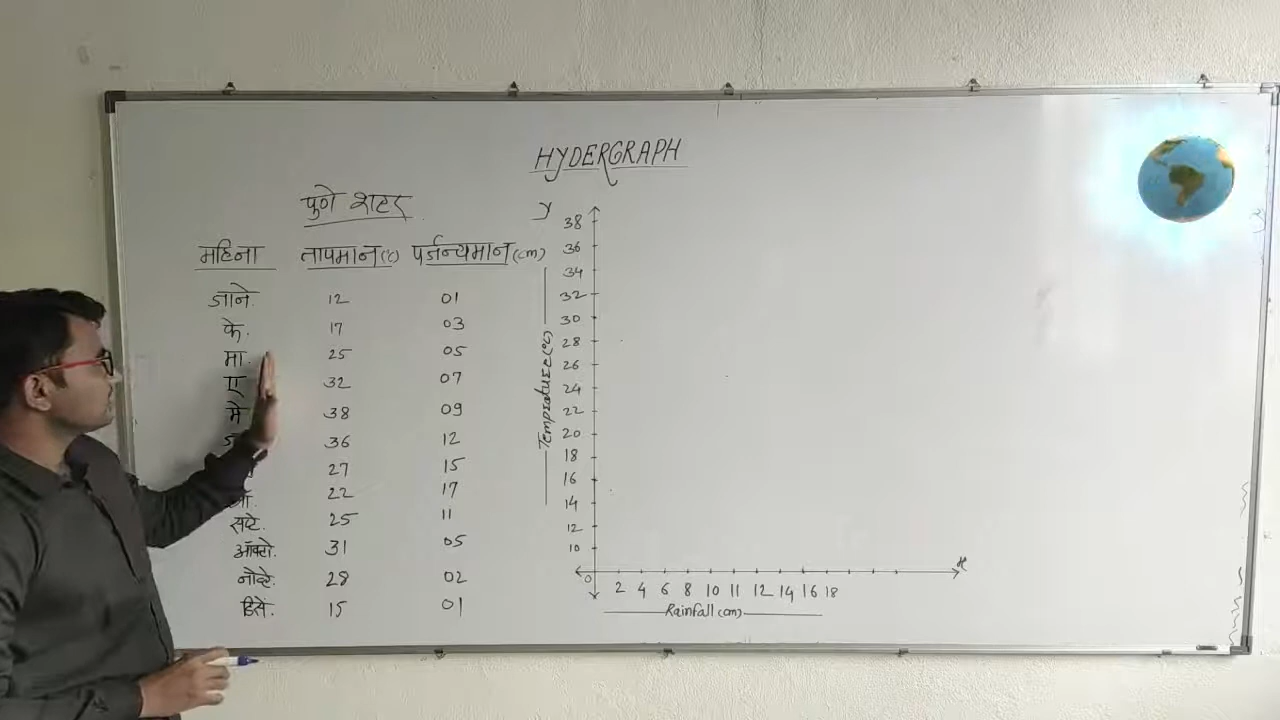 HYDERGRAPH
पुणे शहर
महिना तापमान(°c) पर्जन्यमान(cm)
जाने. 12 01
फे. 17 03
मा. 25 05
ए 32 07
मे 38 09
36 12
27 15
22 17
सप्टे. 25 11
ऑक्टो. 31 05
नोव्हे. 28 02
डिसे. 15 01
y
38
36
34
32
30
28
26
24
22
20
18
16
14
12
10
Tempreture(°c)
0 2 4 6 8 10 11 12 14 16 18
x
Rainfall (cm)